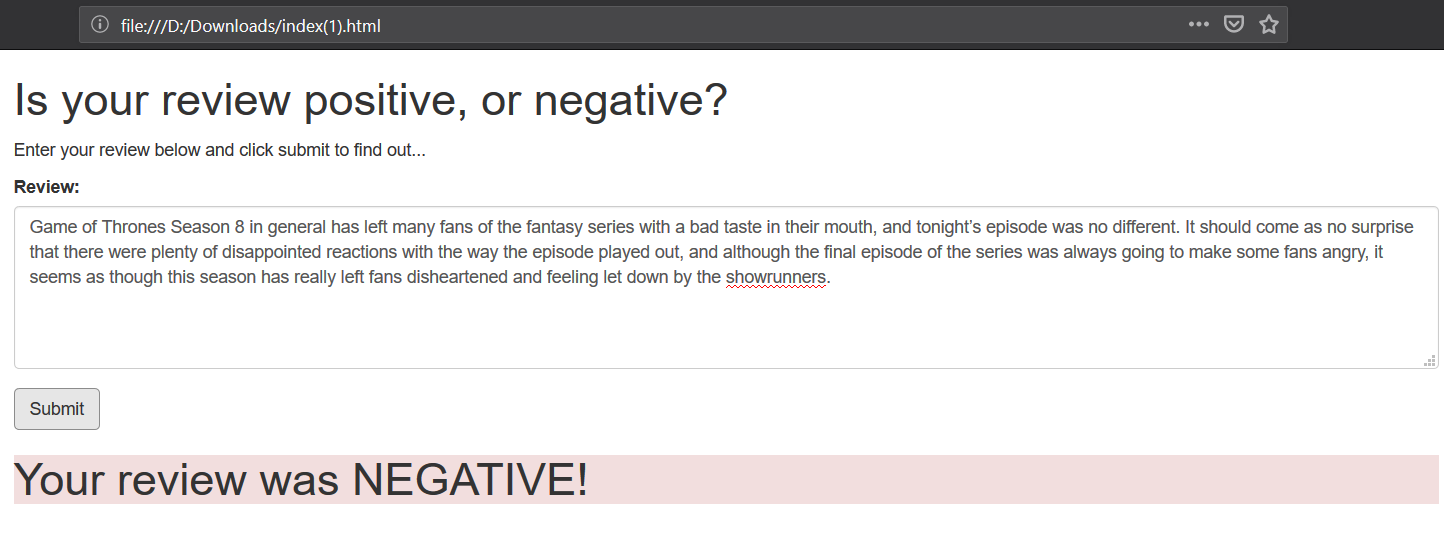 file:///D:/Downloads/index(1).html
Is your review positive, or negative?
Enter your review below and click submit to find out...
Review:
Game of Thrones Season 8 in general has left many fans of the fantasy series with a bad taste in their mouth, and tonight’s episode was no different. It should come as no surprise
that there were plenty of disappointed reactions with the way the episode played out, and although the final episode of the series was always going to make some fans angry, it
seems as though this season has really left fans disheartened and feeling let down by the showrunners.
Submit
Your review was NEGATIVE!